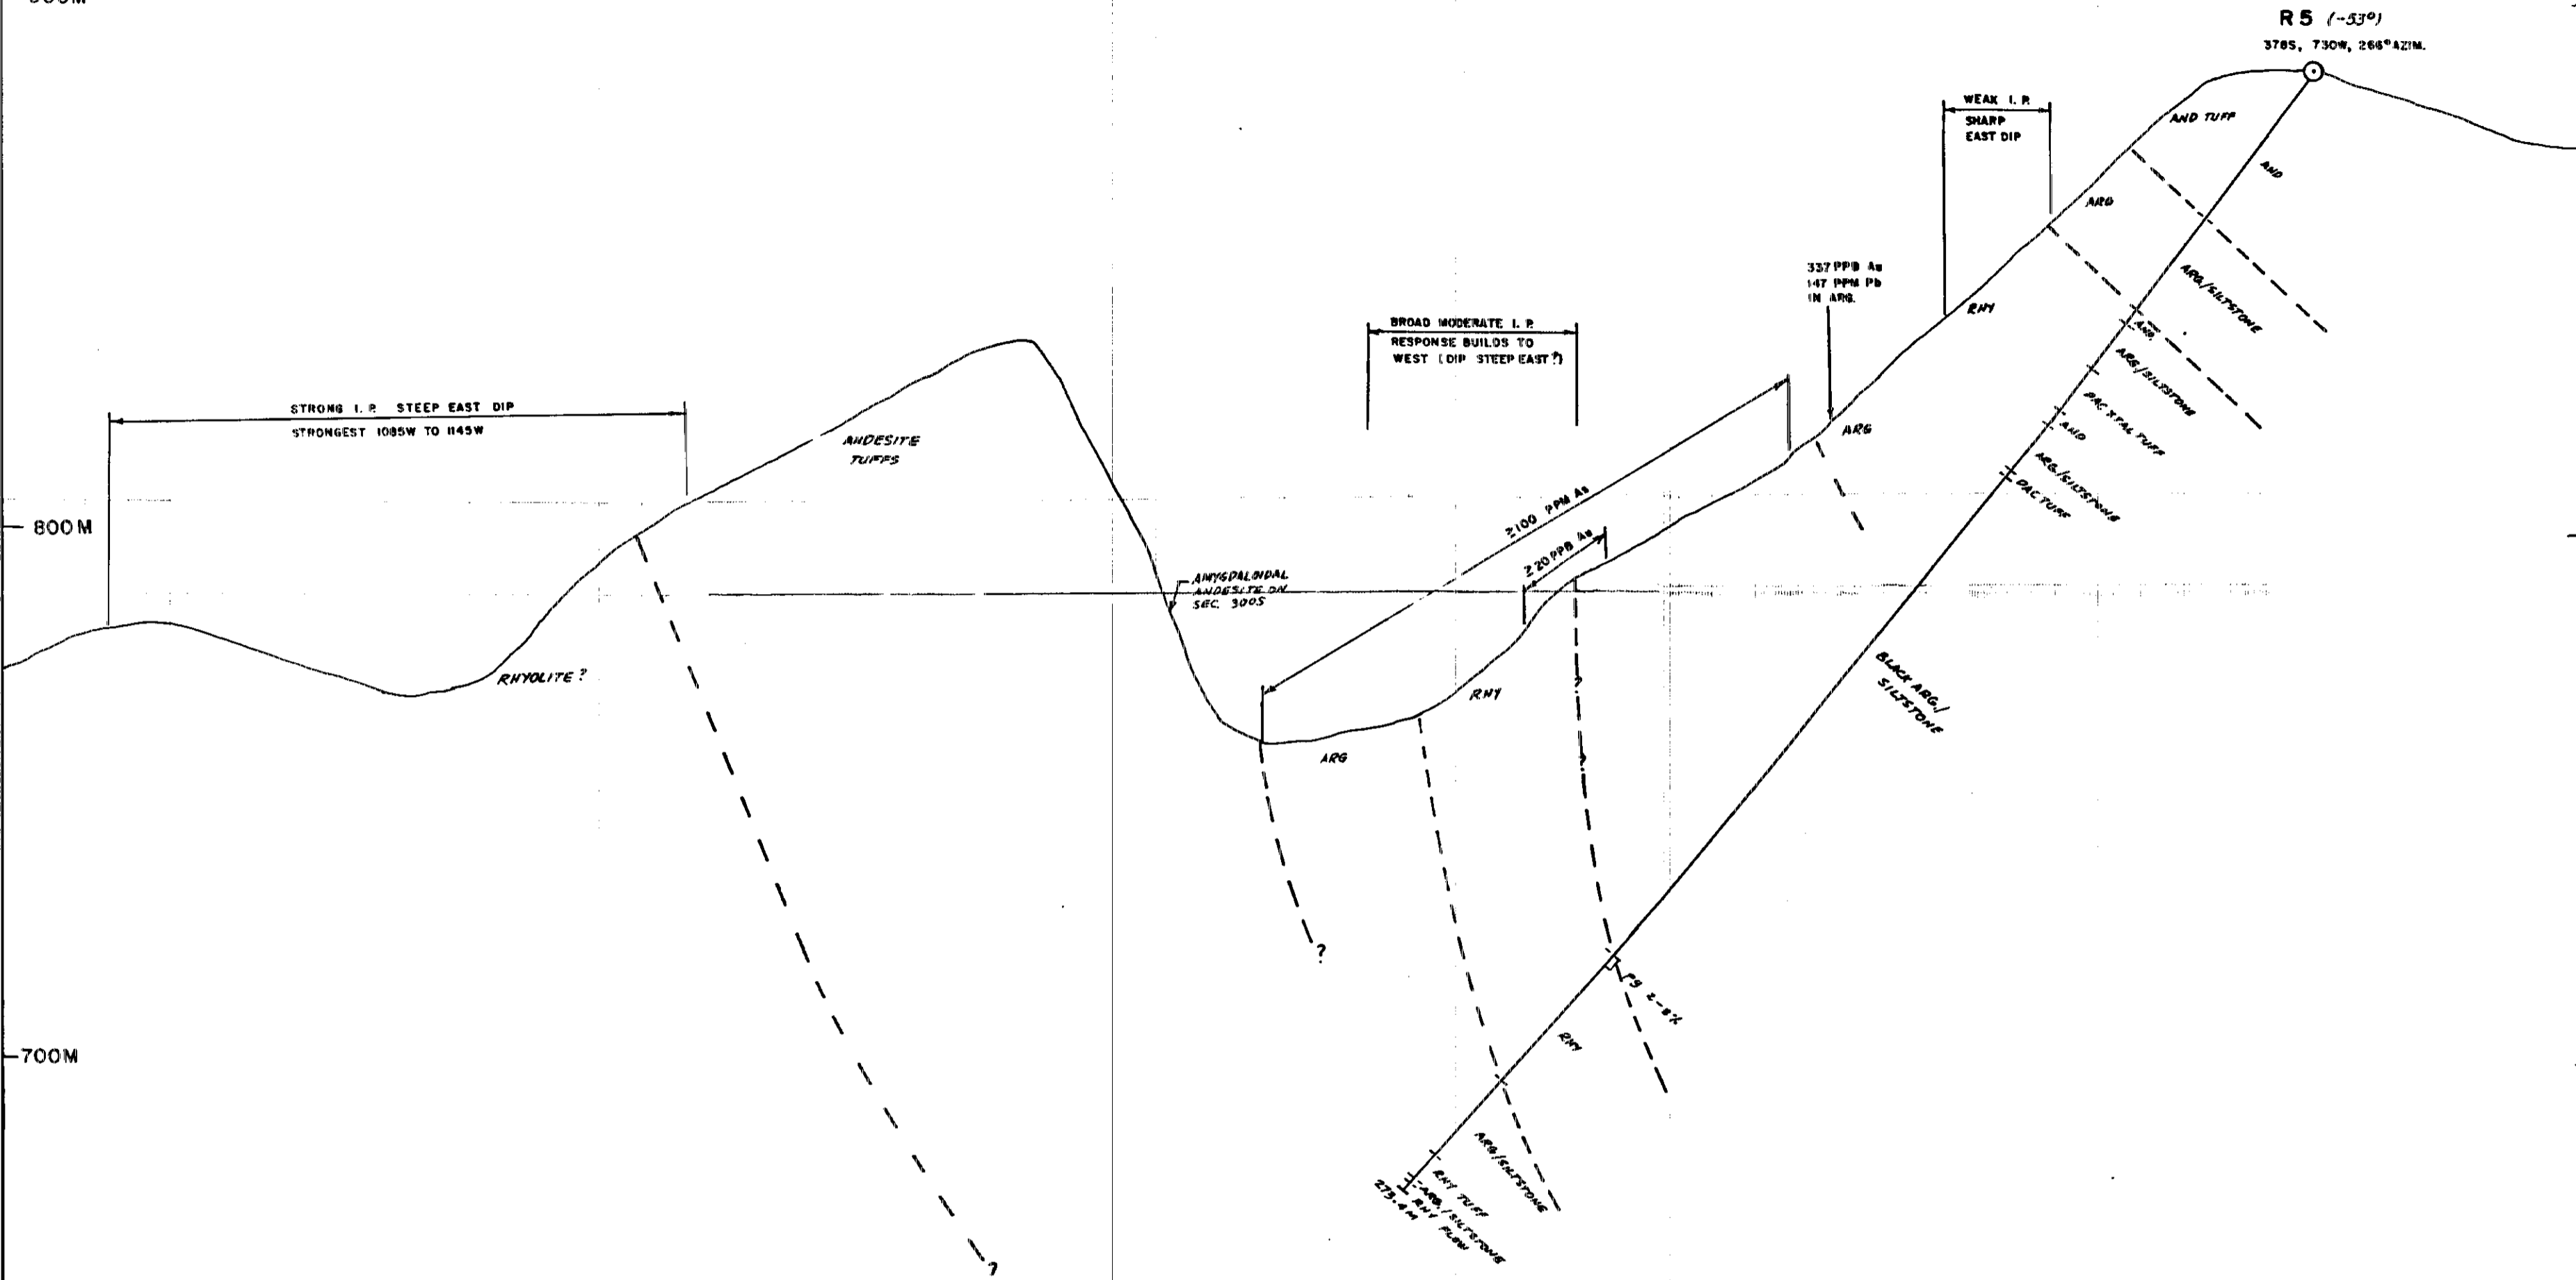 R5 (-53°)
378S, 730W, 266° AZIM.
WEAK I.P.
SHARP
EAST DIP
AND TUFF
AND
ARG
ARG/SILTSTONE
337 PPB Au
147 PPM Pb
IN ARG.
RHY
AND.
BROAD MODERATE I.P.
RESPONSE BUILDS TO
WEST (DIP STEEP EAST?)
ARG/SILTSTONE
DAC XTAL TUFF
STRONG I.P. STEEP EAST DIP
STRONGEST 1085W TO 1145W
ANDESITE
TUFFS
ARG
AND
ARG/SILTSTONE
DAC TUFF
≥100 PPM As
800M
≥20 PPB Au
AMYGDALOIDAL
ANDESITE ON
SEC. 300S
RHYOLITE?
RHY
BLACK ARG./
SILTSTONE
ARG
?
?
?
Py 2-8%
RHY
700M
ARG/SILTSTONE
RHY TUFF
ARG./SILTSTONE
RHY FLOW
273.4M
?